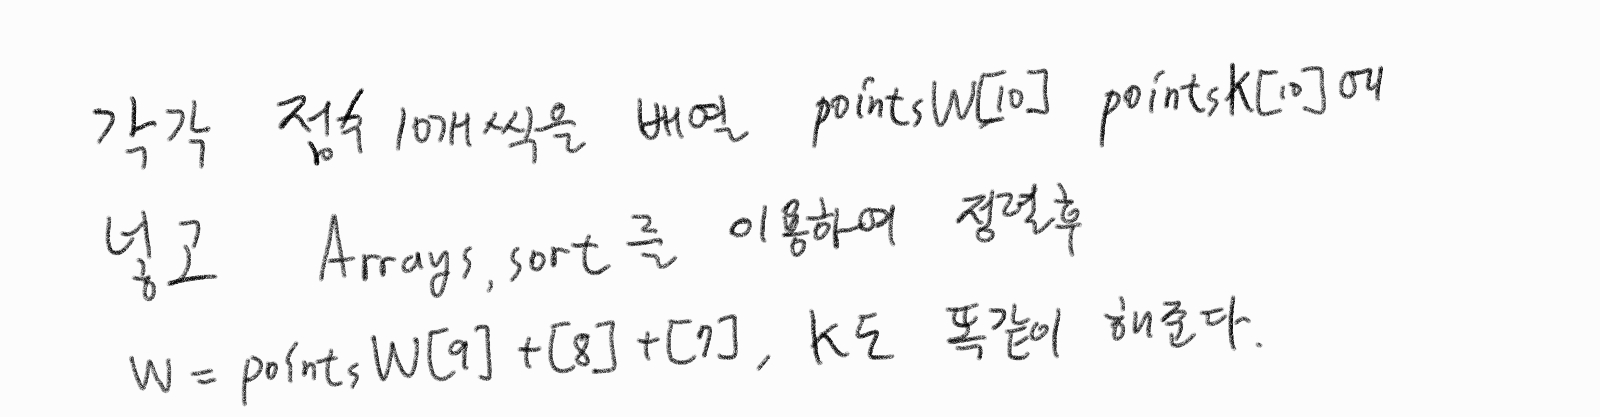 각각 점수 10개씩을 배열 pointsW[10] pointsK[10]에
넣고 Arrays.sort를 이용하여 정렬후
W = pointsW[9] + [8] + [7], K도 똑같이 해준다.